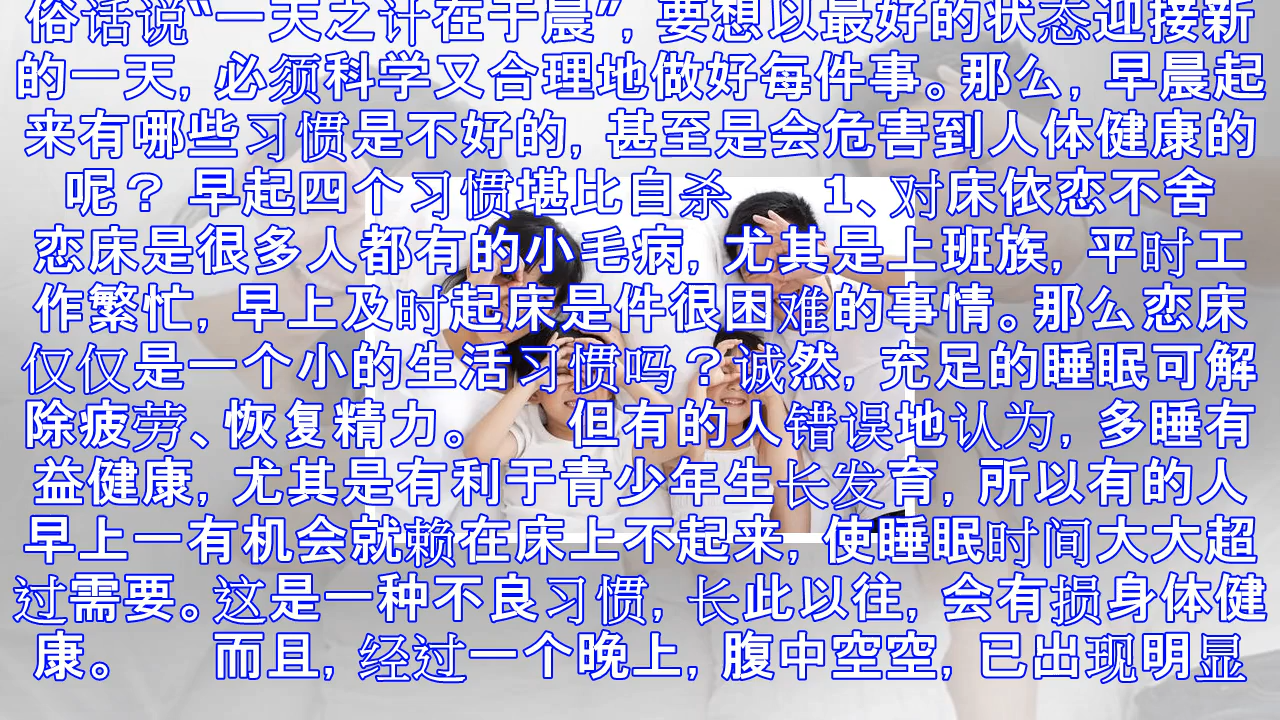 俗话说“一天之计在于晨”,要想以最好的状态迎接新
的一天,必须科学又合理地做好每件事。那么,早晨起
来有哪些习惯是不好的,甚至是会危害到人体健康的
呢？ 早起四个习惯堪比自杀　　1、对床依恋不舍
恋床是很多人都有的小毛病,尤其是上班族,平时工
作繁忙,早上及时起床是件很困难的事情。那么恋床
仅仅是一个小的生活习惯吗？诚然,充足的睡眠可解
除疲劳、恢复精力。　　但有的人错误地认为,多睡有
益健康,尤其是有利于青少年生长发育,所以有的人
早上一有机会就赖在床上不起来,使睡眠时间大大超
过需要。这是一种不良习惯,长此以往,会有损身体健
康。　　而且,经过一个晚上,腹中空空,已出现明显